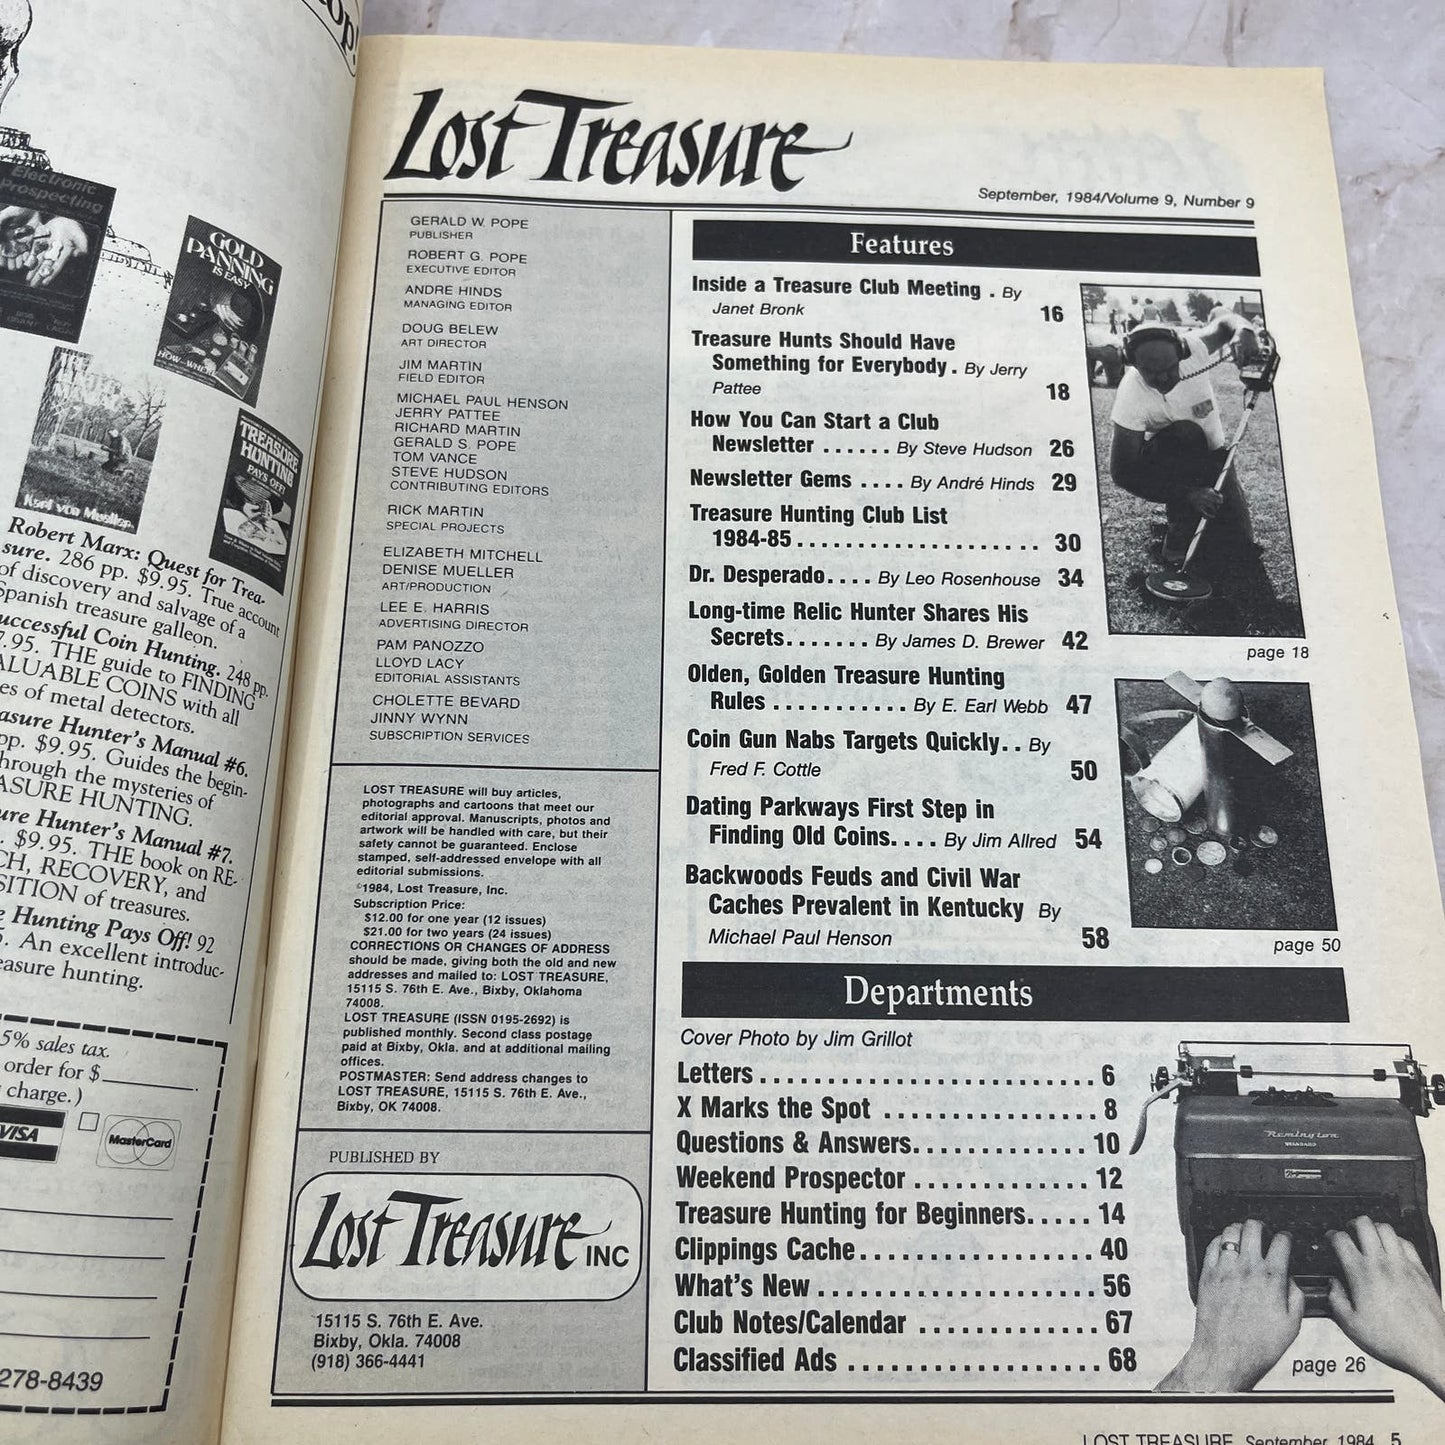 op!
Electronic
Prospecting
GOLD
PANNING
IS EASY
TREASURE
HUNTING
PAYS OFF!
Karl von Mueller
Robert Marx: Quest for Trea-
sure. 286 pp. $9.95. True account
of discovery and salvage of a
Spanish treasure galleon.
uccessful Coin Hunting. 248 pp.
7.95. THE guide to FINDING
ALUABLE COINS with all
es of metal detectors.
easure Hunter's Manual #6.
pp. $9.95. Guides the begin-
hrough the mysteries of
ASURE HUNTING.
ure Hunter's Manual #7.
. $9.95. THE book on RE-
CH, RECOVERY, and
SITION of treasures.
e Hunting Pays Off! 92
5. An excellent introduc-
easure hunting.
5% sales tax.
order for $
charge.)
VISA
MasterCard
278-8439
Lost Treasure
September, 1984/Volume 9, Number 9
GERALD W. POPE
PUBLISHER
ROBERT G. POPE
EXECUTIVE EDITOR
ANDRE HINDS
MANAGING EDITOR
DOUG BELEW
ART DIRECTOR
JIM MARTIN
FIELD EDITOR
MICHAEL PAUL HENSON
JERRY PATTEE
RICHARD MARTIN
GERALD S. POPE
TOM VANCE
STEVE HUDSON
CONTRIBUTING EDITORS
RICK MARTIN
SPECIAL PROJECTS
ELIZABETH MITCHELL
DENISE MUELLER
ART/PRODUCTION
LEE E. HARRIS
ADVERTISING DIRECTOR
PAM PANOZZO
LLOYD LACY
EDITORIAL ASSISTANTS
CHOLETTE BEVARD
JINNY WYNN
SUBSCRIPTION SERVICES
LOST TREASURE will buy articles,
photographs and cartoons that meet our
editorial approval. Manuscripts, photos and
artwork will be handled with care, but their
safety cannot be guaranteed. Enclose
stamped, self-addressed envelope with all
editorial submissions.
©1984, Lost Treasure, Inc.
Subscription Price:
$12.00 for one year (12 issues)
$21.00 for two years (24 issues)
CORRECTIONS OR CHANGES OF ADDRESS
should be made, giving both the old and new
addresses and mailed to: LOST TREASURE,
15115 S. 76th E. Ave., Bixby, Oklahoma
74008.
LOST TREASURE (ISSN 0195-2692) is
published monthly. Second class postage
paid at Bixby, Okla. and at additional mailing
offices.
POSTMASTER: Send address changes to
LOST TREASURE, 15115 S. 76th E. Ave.,
Bixby, OK 74008.
PUBLISHED BY
Lost Treasure INC
15115 S. 76th E. Ave.
Bixby, Okla. 74008
(918) 366-4441
Features
Inside a Treasure Club Meeting . By
Janet Bronk 16
Treasure Hunts Should Have
Something for Everybody . By Jerry
Pattee 18
How You Can Start a Club
Newsletter ...... By Steve Hudson 26
Newsletter Gems .... By André Hinds 29
Treasure Hunting Club List
1984-85..................... 30
Dr. Desperado.... By Leo Rosenhouse 34
Long-time Relic Hunter Shares His
Secrets....... By James D. Brewer 42
Olden, Golden Treasure Hunting
Rules ........... By E. Earl Webb 47
Coin Gun Nabs Targets Quickly.. By
Fred F. Cottle 50
Dating Parkways First Step in
Finding Old Coins.... By Jim Allred 54
Backwoods Feuds and Civil War
Caches Prevalent in Kentucky By
Michael Paul Henson 58
page 18
page 50
Departments
Cover Photo by Jim Grillot
Letters ......................... 6
X Marks the Spot ................ 8
Questions & Answers............. 10
Weekend Prospector ............. 12
Treasure Hunting for Beginners..... 14
Clippings Cache................. 40
What's New ..................... 56
Club Notes/Calendar ............. 67
Classified Ads ................... 68
Remington
STANDARD
page 26
LOST TREASURE, September, 1984 5